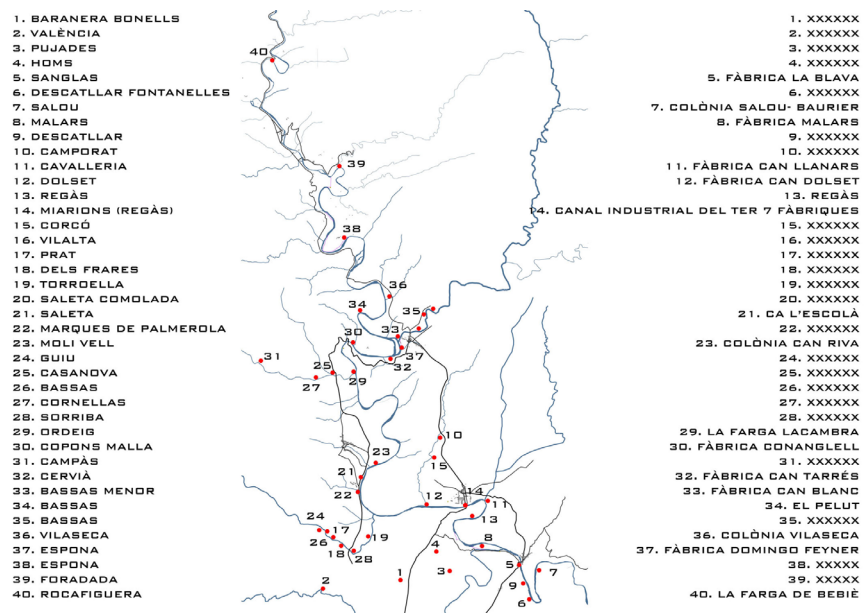 1. BARANERA BONELLS
2. VALÈNCIA
3. PUJADES
4. HOMS
5. SANGLAS
6. DESCATLLAR FONTANELLES
7. SALOU
8. MALARS
9. DESCATLLAR
10. CAMPORAT
11. CAVALLERIA
12. DOLSET
13. REGÀS
14. MIARIONS (REGÀS)
15. CORCÓ
16. VILALTA
17. PRAT
18. DELS FRARES
19. TORROELLA
20. SALETA COMOLADA
21. SALETA
22. MARQUES DE PALMEROLA
23. MOLI VELL
24. GUIU
25. CASANOVA
26. BASSAS
27. CORNELLAS
28. SORRIBA
29. ORDEIG
30. COPONS MALLA
31. CAMPÀS
32. CERVIÀ
33. BASSAS MENOR
34. BASSAS
35. BASSAS
36. VILASECA
37. ESPONA
38. ESPONA
39. FORADADA
40. ROCAFIGUERA
40
39
38
36
34
35
33
30
37
32
31
25
27
29
10
23
15
21
22
14
12
11
13
24
17
26
18
19
28
8
4
5
3
7
1
9
2
6
1. XXXXXX
2. XXXXXX
3. XXXXXX
4. XXXXXX
5. FÀBRICA LA BLAVA
6. XXXXXX
7. COLÒNIA SALOU- BAURIER
8. FÀBRICA MALARS
9. XXXXXX
10. XXXXXX
11. FÀBRICA CAN LLANARS
12. FÀBRICA CAN DOLSET
13. REGÀS
14. CANAL INDUSTRIAL DEL TER 7 FÀBRIQUES
15. XXXXXX
16. XXXXXX
17. XXXXXX
18. XXXXXX
19. XXXXXX
20. XXXXXX
21. CA L'ESCOLÀ
22. XXXXXX
23. COLÒNIA CAN RIVA
24. XXXXXX
25. XXXXXX
26. XXXXXX
27. XXXXXX
28. XXXXXX
29. LA FARGA LACAMBRA
30. FÀBRICA CONANGLELL
31. XXXXXX
32. FÀBRICA CAN TARRÉS
33. FÀBRICA CAN BLANC
34. EL PELUT
35. XXXXXX
36. COLÒNIA VILASECA
37. FÀBRICA DOMINGO FEYNER
38. XXXXX
39. XXXXX
40. LA FARGA DE BEBIÈ